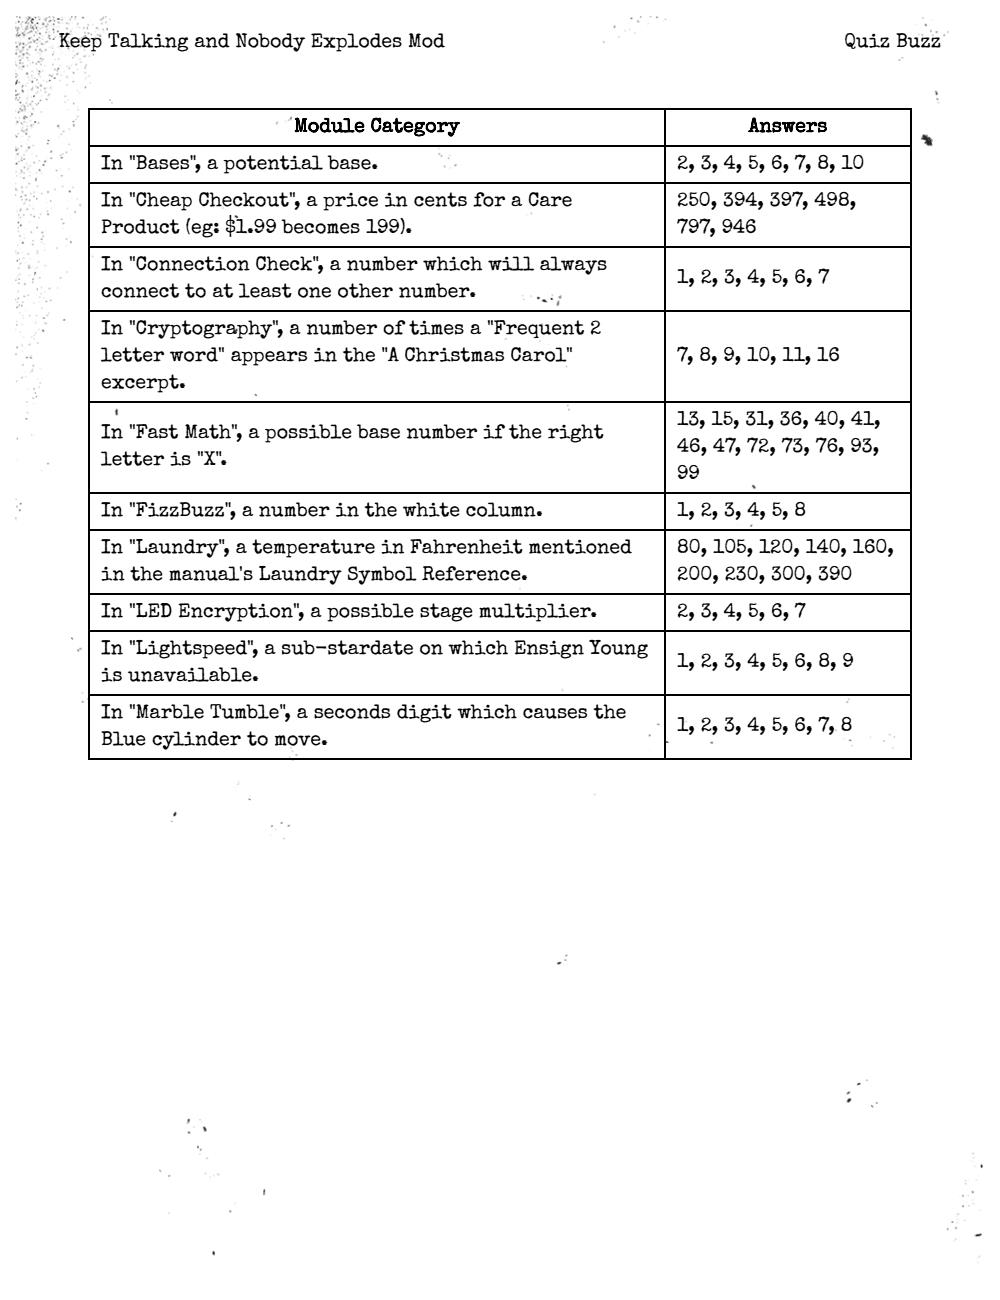 Keep Talking and Nobody Explodes Mod
Quiz Buzz
Module Category
Answers
In "Bases", a potential base.
2, 3, 4, 5, 6, 7, 8, 10
In "Cheap Checkout", a price in cents for a Care
Product (eg: $1.99 becomes 199).
250, 394, 397, 498,
797, 946
In "Connection Check", a number which will always
connect to at least one other number.
1, 2, 3, 4, 5, 6, 7
In "Cryptography", a number of times a "Frequent 2
letter word" appears in the "A Christmas Carol"
excerpt.
7, 8, 9, 10, 11, 16
In "Fast Math", a possible base number if the right
letter is "X".
13, 15, 31, 36, 40, 41,
46, 47, 72, 73, 76, 93,
99
In "FizzBuzz", a number in the white column.
1, 2, 3, 4, 5, 8
In "Laundry", a temperature in Fahrenheit mentioned
in the manual's Laundry Symbol Reference.
80, 105, 120, 140, 160,
200, 230, 300, 390
In "LED Encryption", a possible stage multiplier.
2, 3, 4, 5, 6, 7
In "Lightspeed", a sub-stardate on which Ensign Young
is unavailable.
1, 2, 3, 4, 5, 6, 8, 9
In "Marble Tumble", a seconds digit which causes the
Blue cylinder to move.
1, 2, 3, 4, 5, 6, 7, 8